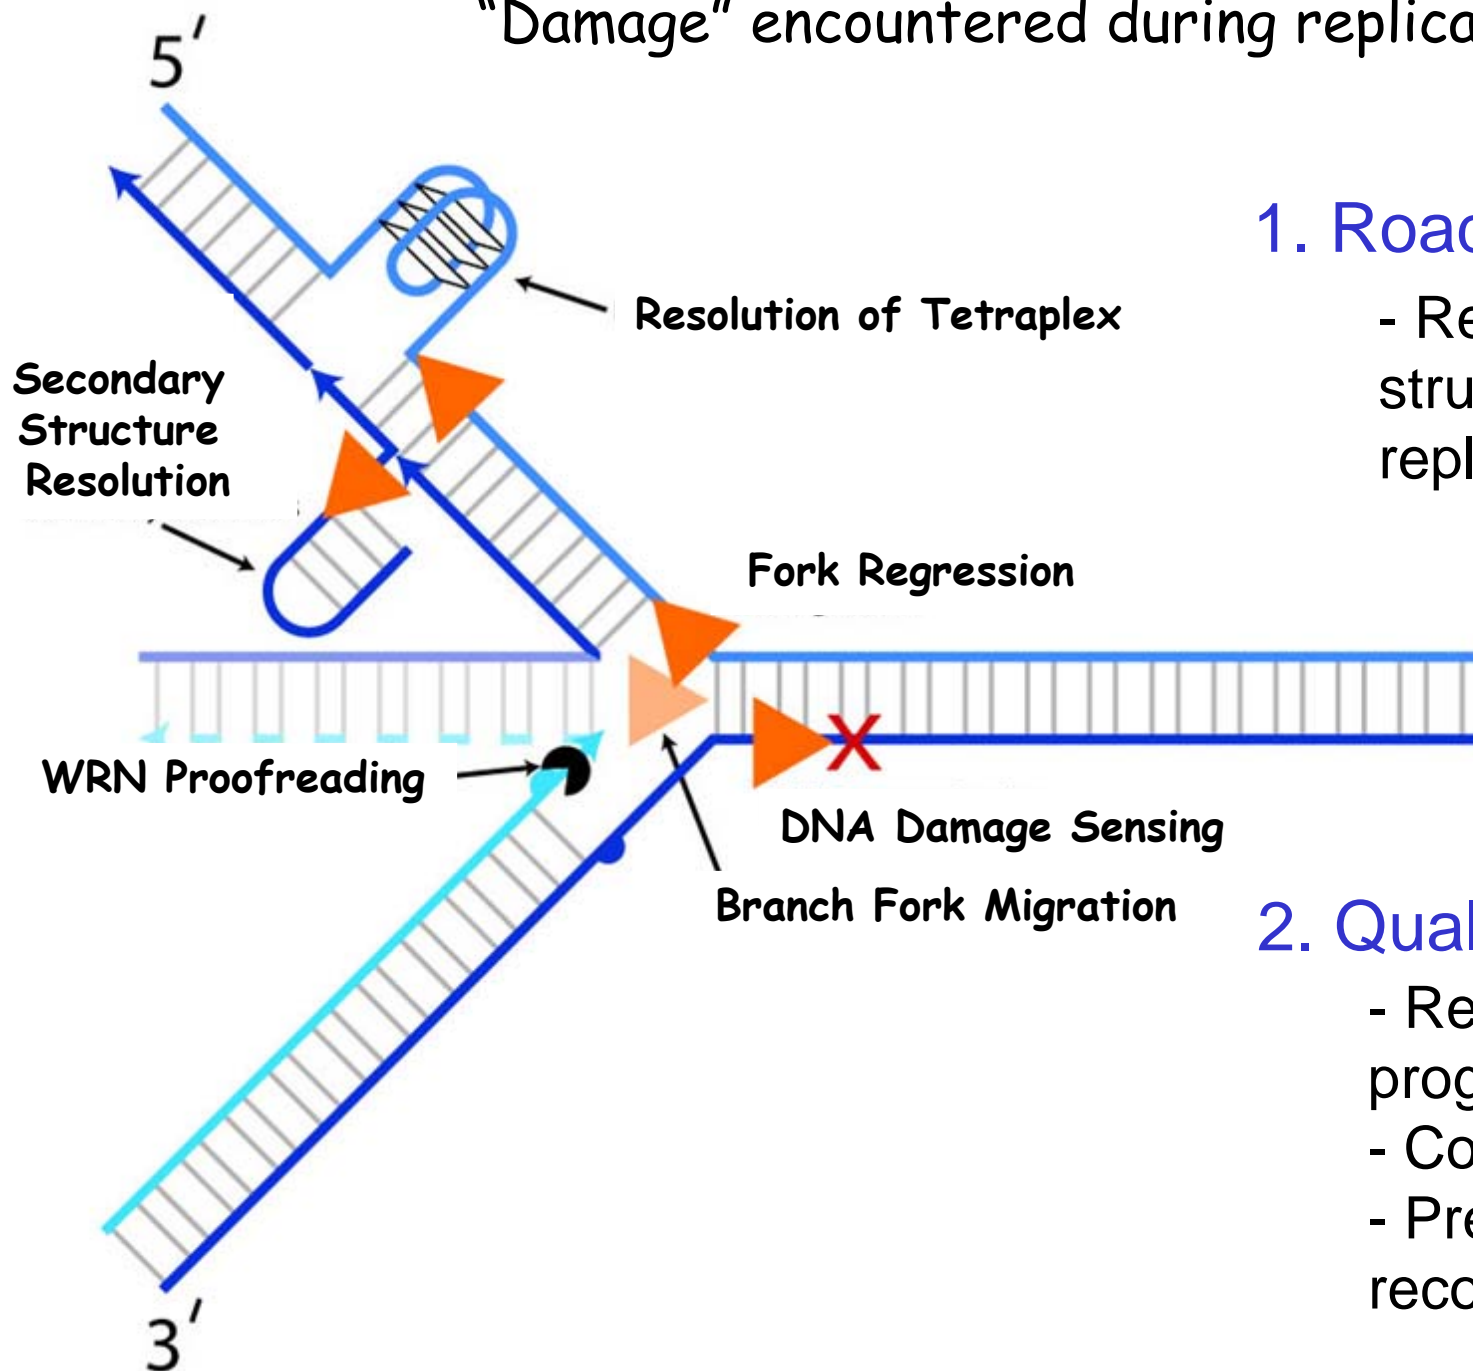 “Damage” encountered during replica
5′
1. Road
- Re
stru
repl
Resolution of Tetraplex
Secondary
Structure
Resolution
Fork Regression
X
WRN Proofreading
DNA Damage Sensing
Branch Fork Migration
2. Qual
- Re
prog
- Co
- Pre
reco
3′